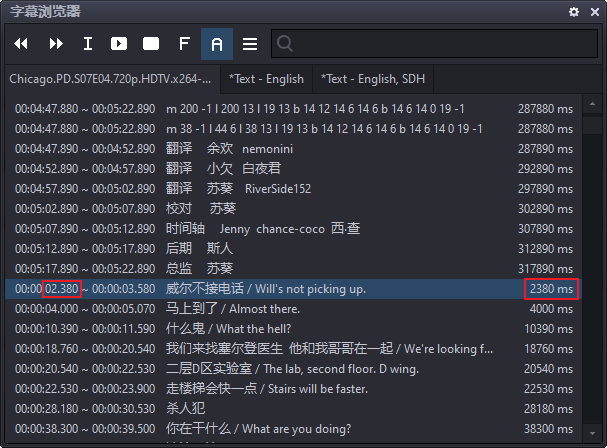 字幕浏览器
I F A
Chicago.PD.S07E04.720p.HDTV.x264-... *Text - English *Text - English, SDH
00:04:47.880 ~ 00:05:22.890 m 200 -1 l 200 13 l 19 13 b 14 12 14 6 14 6 b 14 6 14 0 19 -1 287880 ms
00:04:47.880 ~ 00:05:22.890 m 38 -1 l 44 6 l 38 13 l 19 13 b 14 12 14 6 14 6 b 14 6 14 0 19 -1 287880 ms
00:04:47.880 ~ 00:04:52.890 翻译 余欢 nemonini 287880 ms
00:04:52.890 ~ 00:04:57.890 翻译 小欠 白夜君 292890 ms
00:04:57.890 ~ 00:05:02.890 翻译 苏葵 RiverSide152 297890 ms
00:05:02.890 ~ 00:05:07.890 校对 苏葵 302890 ms
00:05:07.890 ~ 00:05:12.890 时间轴 Jenny chance-coco 西·查 307890 ms
00:05:12.890 ~ 00:05:17.890 后期 斯人 312890 ms
00:05:17.890 ~ 00:05:22.890 总监 苏葵 317890 ms
00:00:02.380 ~ 00:00:03.580 威尔不接电话 / Will's not picking up. 2380 ms
00:00:04.000 ~ 00:00:05.070 马上到了 / Almost there. 4000 ms
00:00:10.390 ~ 00:00:11.590 什么鬼 / What the hell? 10390 ms
00:00:18.760 ~ 00:00:20.540 我们来找塞尔登医生 他和我哥哥在一起 / We're looking f... 18760 ms
00:00:20.540 ~ 00:00:22.530 二层D区实验室 / The lab, second floor. D wing. 20540 ms
00:00:22.530 ~ 00:00:23.900 走楼梯会快一点 / Stairs will be faster. 22530 ms
00:00:28.180 ~ 00:00:30.530 杀人犯 28180 ms
00:00:38.300 ~ 00:00:39.500 你在干什么 / What are you doing? 38300 ms